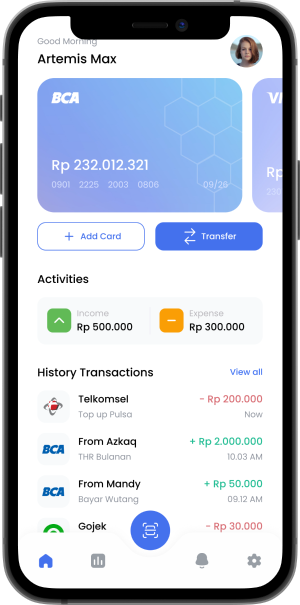 Good Morning
Artemis Max
BCA
Rp 232.012.321
0901 2225 2003 0806 09/26
Add Card
Transfer
Activities
Income
Rp 500.000
Expense
Rp 300.000
History Transactions View all
Telkomsel - Rp 200.000
Top up Pulsa Now
BCA
From Azkaq + Rp 2.000.000
THR Bulanan 10.03 AM
BCA
From Mandy + Rp 50.000
Bayar Wutang 09.12 AM
Gojek - Rp 30.000